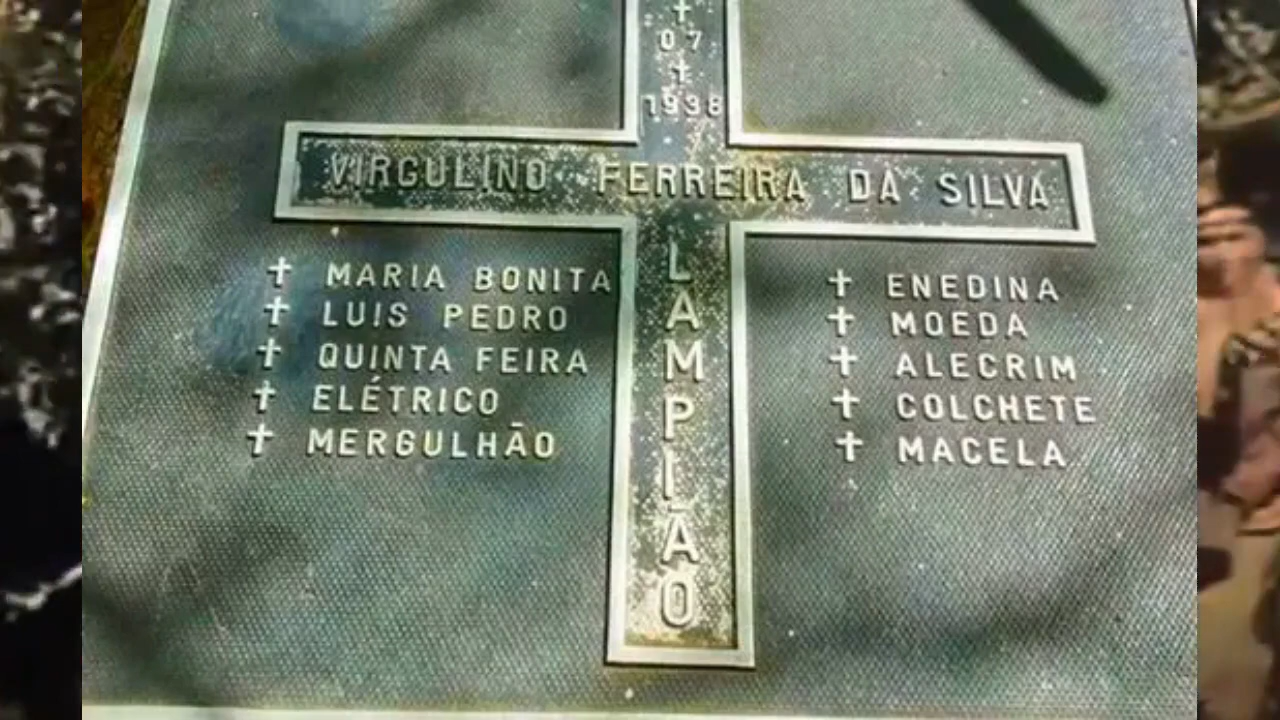 ✝
07
✝
1938
VIRGULINO FERREIRA DA SILVA
LAMPIÃO
✝ MARIA BONITA
✝ LUIS PEDRO
✝ QUINTA FEIRA
✝ ELÉTRICO
✝ MERGULHÃO
✝ ENEDINA
✝ MOEDA
✝ ALECRIM
✝ COLCHETE
✝ MACELA